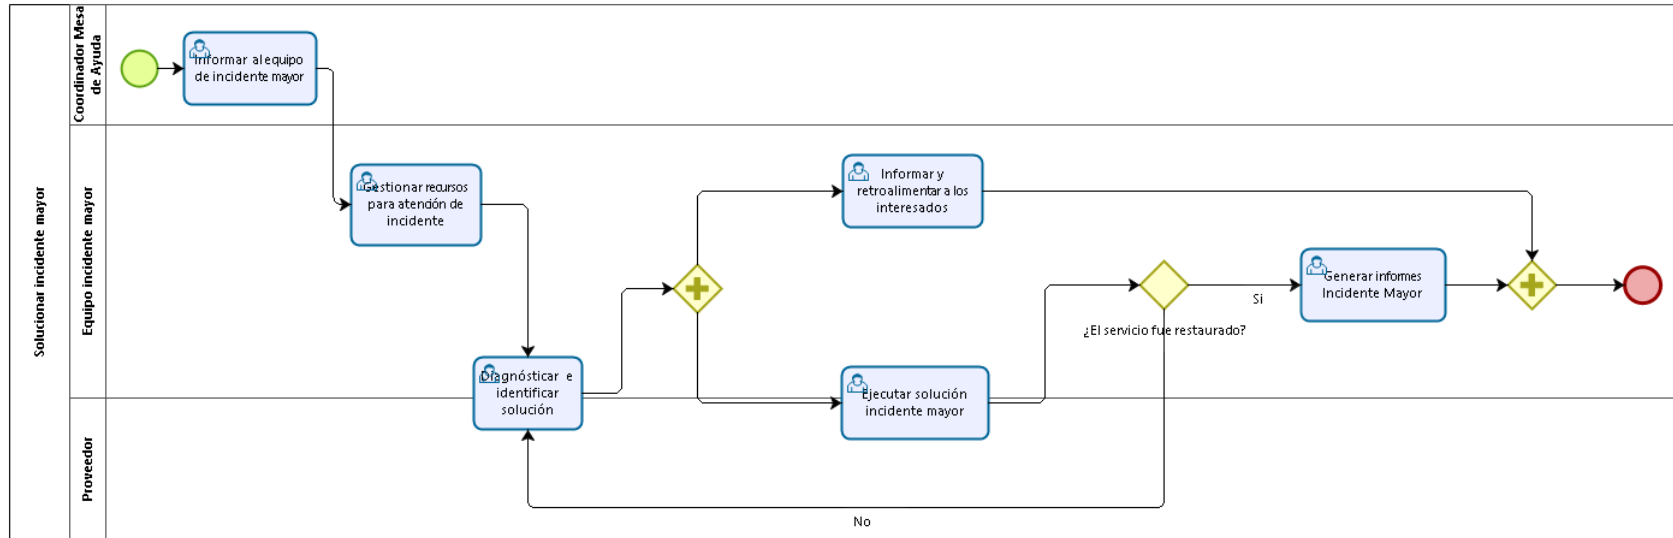 Solucionar incidente mayor
Coordinador Mesa
de Ayuda
Informar al equipo
de incidente mayor
Equipo incidente mayor
Gestionar recursos
para atención de
incidente
Diagnósticar e
identificar
solución
Informar y
retroalimentar a los
interesados
Ejecutar solución
incidente mayor
¿El servicio fue restaurado?
Si
Generar informes
Incidente Mayor
Proveedor
No